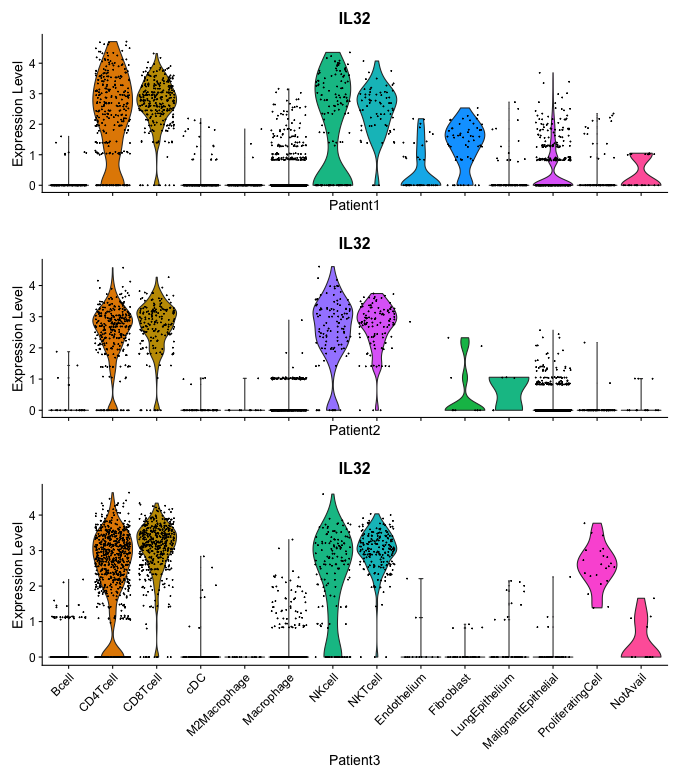 IL32
Expression Level
4
3
2
1
0
Patient1
IL32
Expression Level
4
3
2
1
0
Patient2
IL32
Expression Level
4
3
2
1
0
Bcell
CD4Tcell
CD8Tcell
cDC
M2Macrophage
Macrophage
NKcell
NKTcell
Endothelium
Fibroblast
LungEpithelium
MalignantEpithelial
ProliferatingCell
NotAvail
Patient3